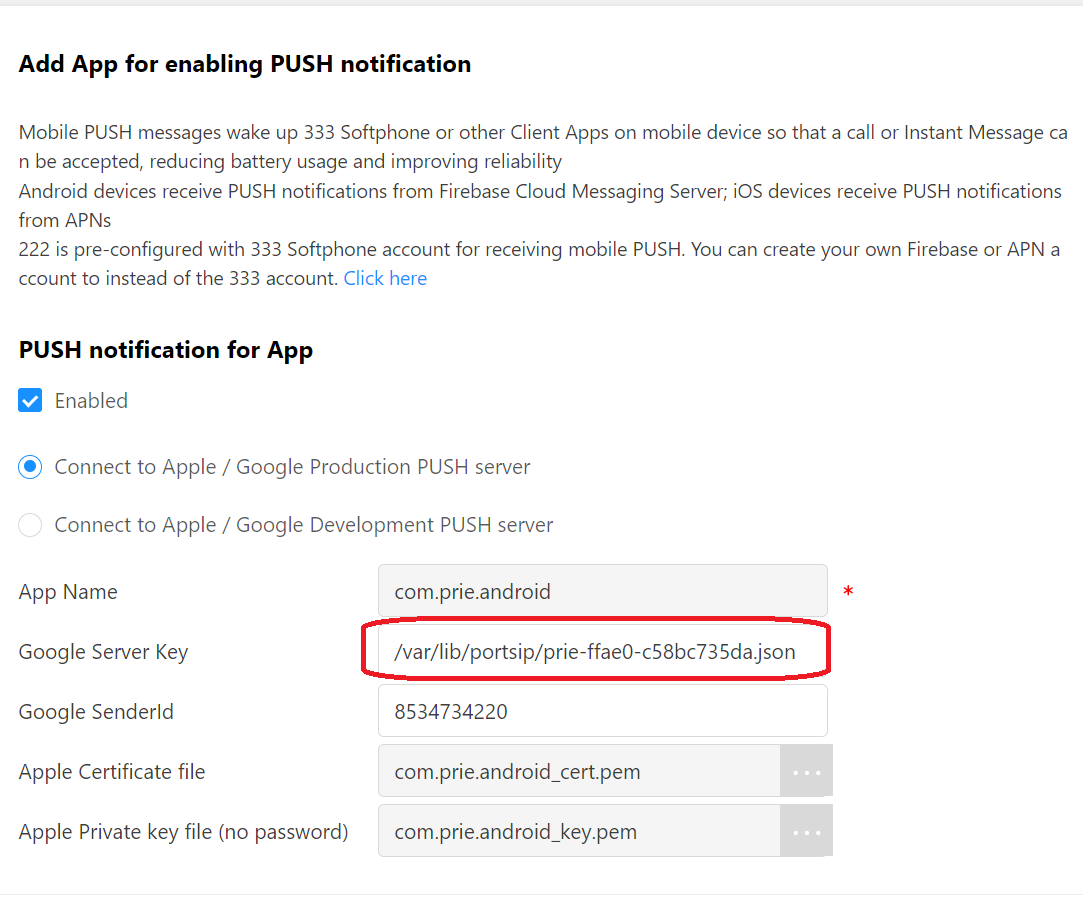 Add App for enabling PUSH notification
Mobile PUSH messages wake up 333 Softphone or other Client Apps on mobile device so that a call or Instant Message ca
n be accepted, reducing battery usage and improving reliability
Android devices receive PUSH notifications from Firebase Cloud Messaging Server; iOS devices receive PUSH notifications
from APNs
222 is pre-configured with 333 Softphone account for receiving mobile PUSH. You can create your own Firebase or APN a
ccount to instead of the 333 account. Click here
PUSH notification for App
Enabled
Connect to Apple / Google Production PUSH server
Connect to Apple / Google Development PUSH server
App Name com.prie.android *
Google Server Key /var/lib/portsip/prie-ffae0-c58bc735da.json
Google SenderId 8534734220
Apple Certificate file com.prie.android_cert.pem ...
Apple Private key file (no password) com.prie.android_key.pem ...